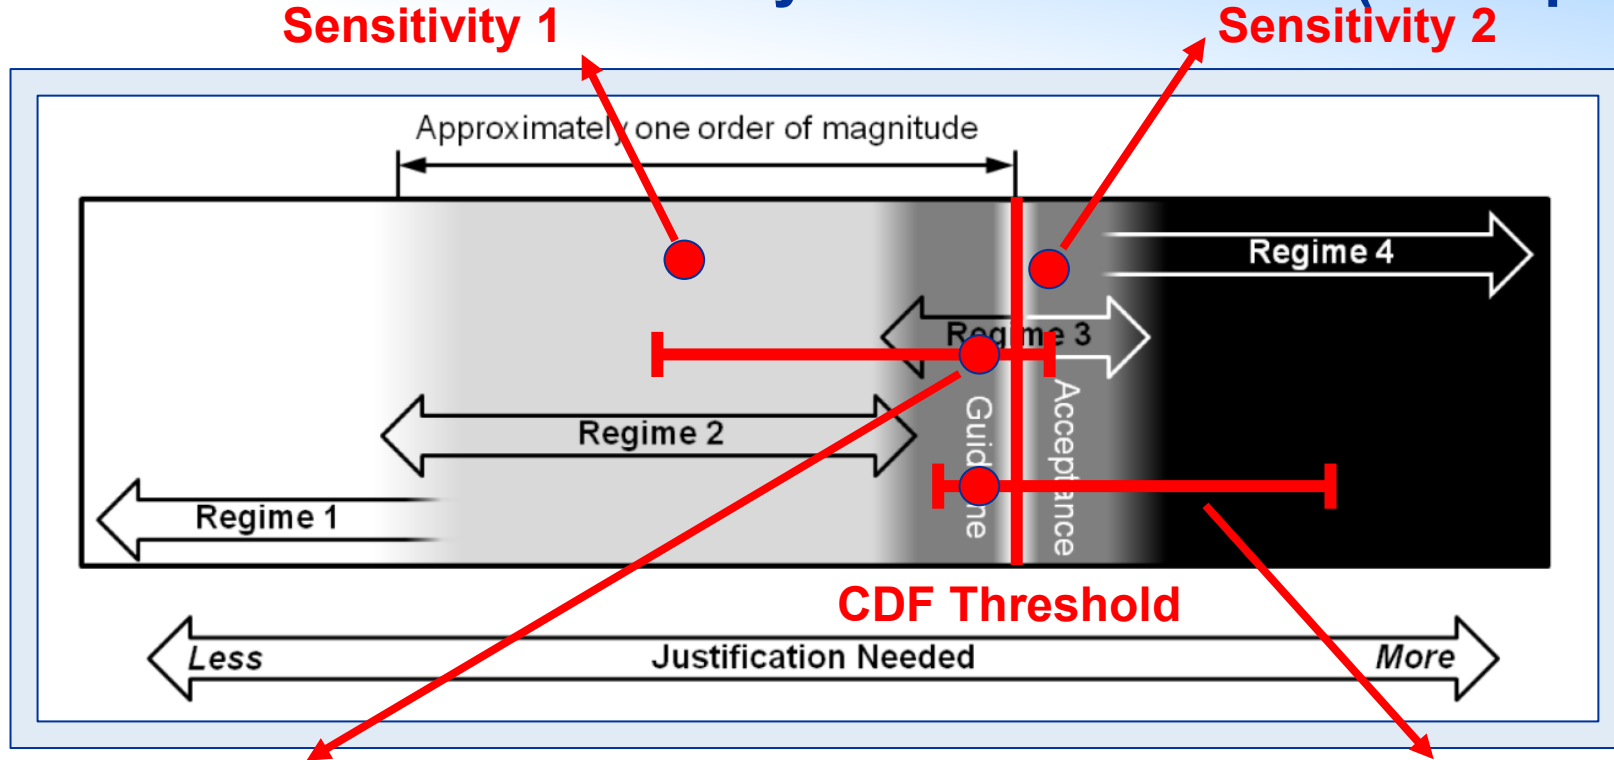 Sensitivity 1
Sensitivity 2
Approximately one order of magnitude
Regime 4
Regime 3
Regime 2
Regime 1
Guideline
Acceptance
CDF Threshold
Less
Justification Needed
More